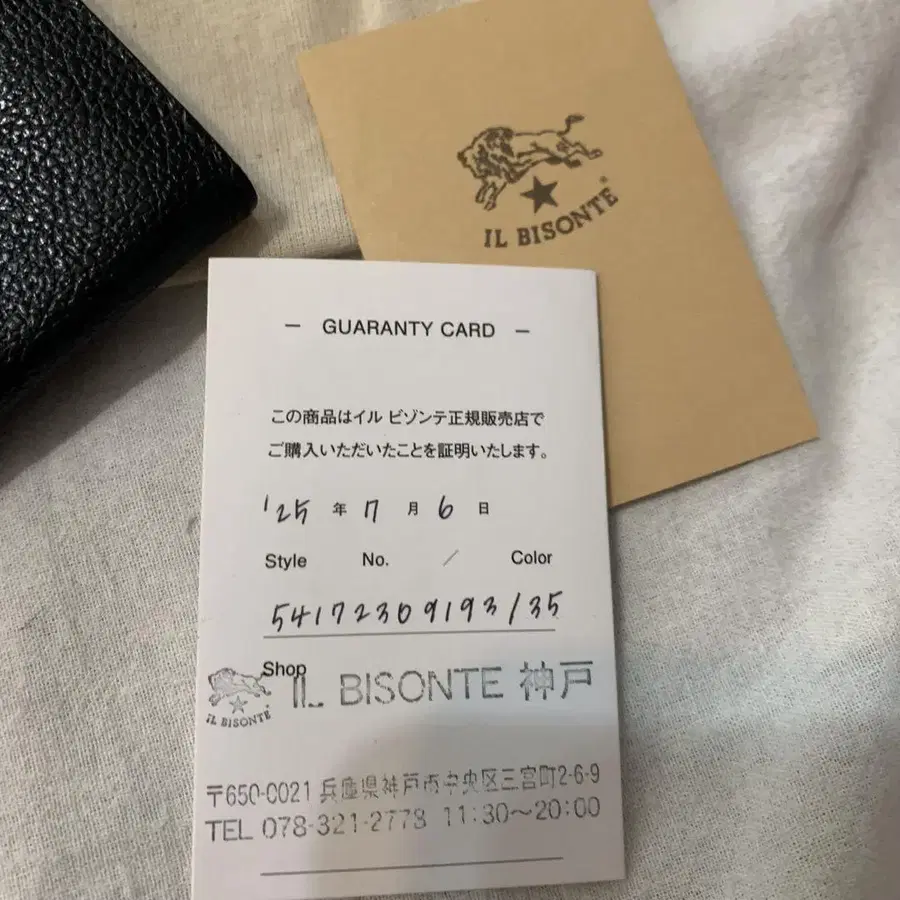 IL BISONTE
— GUARANTY CARD —
この商品はイル ビゾンテ正規販売店で
ご購入いただいたことを証明いたします。
'25 年 7 月 6 日
Style No. / Color
54172309193/35
Shop
IL BISONTE
IL BISONTE 神戸
〒650-0021 兵庫県神戸市中央区三宮町2-6-9
TEL 078-321-2778 11:30〜20:00